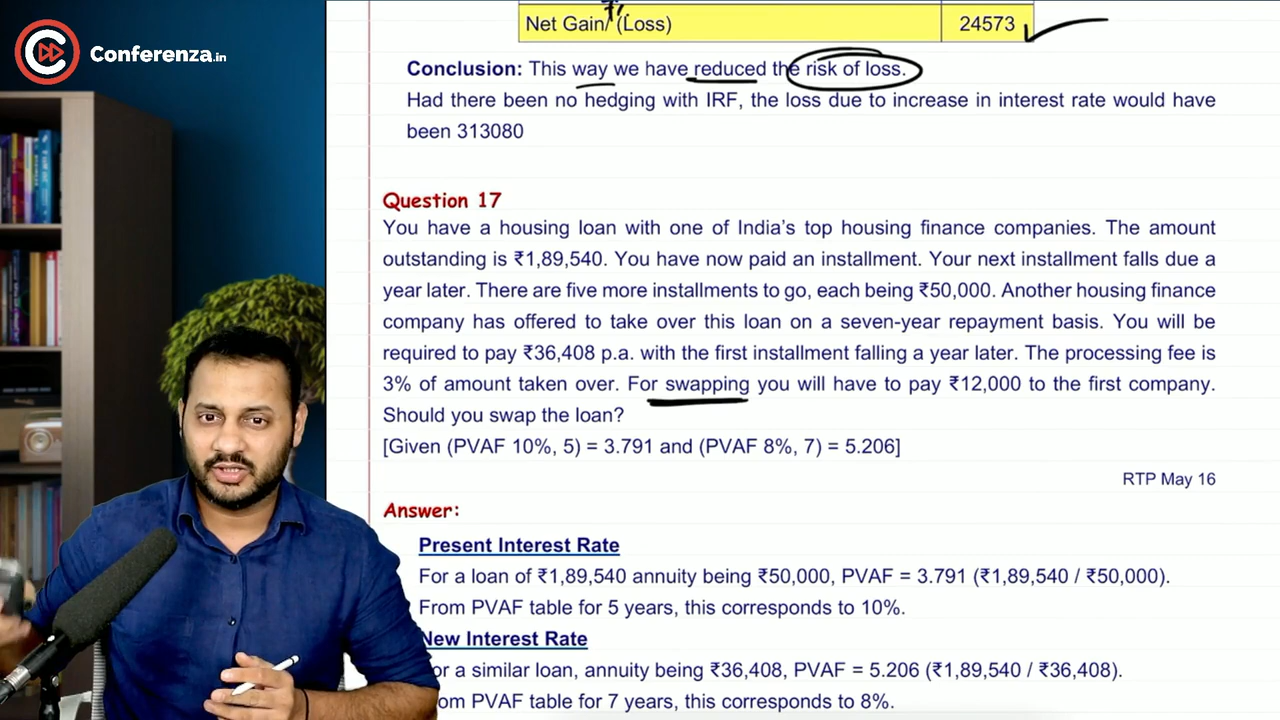 Conferenza.in
Net Gain/ (Loss) 24573
Conclusion: This way we have reduced the risk of loss.
Had there been no hedging with IRF, the loss due to increase in interest rate would have
been 313080
Question 17
You have a housing loan with one of India's top housing finance companies. The amount
outstanding is ₹1,89,540. You have now paid an installment. Your next installment falls due a
year later. There are five more installments to go, each being ₹50,000. Another housing finance
company has offered to take over this loan on a seven-year repayment basis. You will be
required to pay ₹36,408 p.a. with the first installment falling a year later. The processing fee is
3% of amount taken over. For swapping you will have to pay ₹12,000 to the first company.
Should you swap the loan?
[Given (PVAF 10%, 5) = 3.791 and (PVAF 8%, 7) = 5.206]
RTP May 16
Answer:
Present Interest Rate
For a loan of ₹1,89,540 annuity being ₹50,000, PVAF = 3.791 (₹1,89,540 / ₹50,000).
From PVAF table for 5 years, this corresponds to 10%.
New Interest Rate
or a similar loan, annuity being ₹36,408, PVAF = 5.206 (₹1,89,540 / ₹36,408).
om PVAF table for 7 years, this corresponds to 8%.